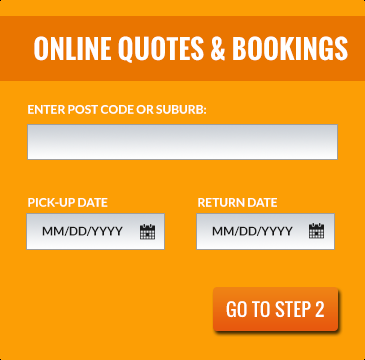 ONLINE QUOTES & BOOKINGS
ENTER POST CODE OR SUBURB:
PICK-UP DATE RETURN DATE
MM/DD/YYYY MM/DD/YYYY
GO TO STEP 2